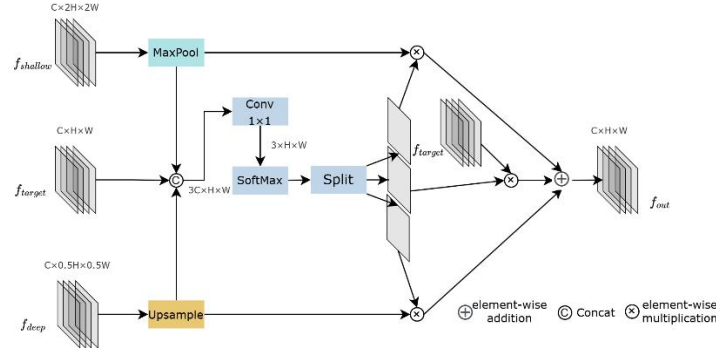 C×2H×2W
f_shallow
MaxPool
C×H×W
f_target
C
3C×H×W
Conv
1×1
3×H×W
SoftMax
Split
f_target
C×H×W
f_out
C×0.5H×0.5W
f_deep
Upsample
element-wise
addition
C Concat
element-wise
multiplication